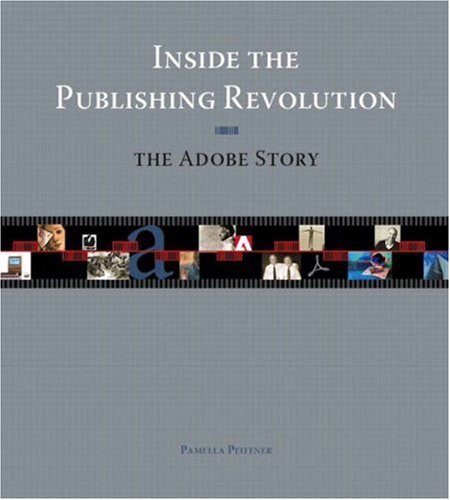 INSIDE THE
PUBLISHING REVOLUTION
THE ADOBE STORY
a
PAMELA PFIFFNER